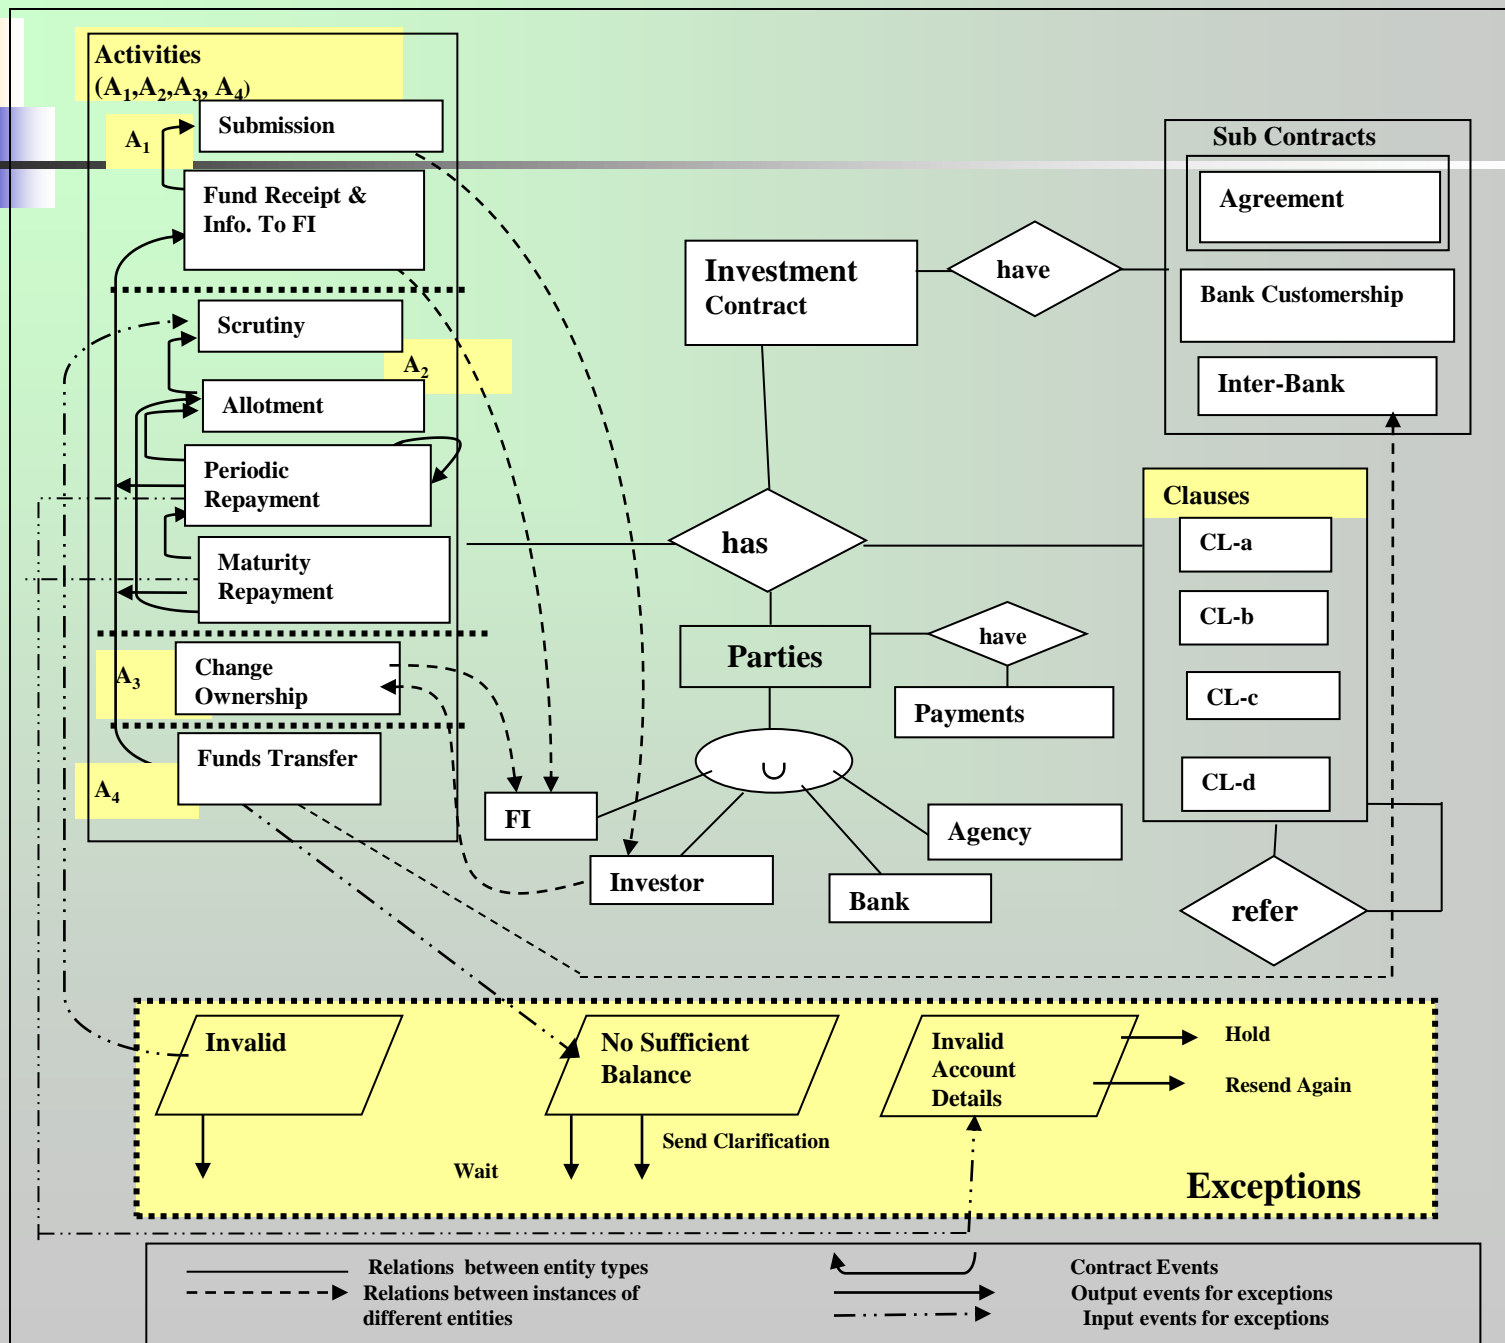 Activities
(A1,A2,A3, A4)
A1
Submission
Fund Receipt &
Info. To FI
Scrutiny
A2
Allotment
Periodic
Repayment
Maturity
Repayment
A3
Change
Ownership
A4
Funds Transfer
Investment
Contract
have
Sub Contracts
Agreement
Bank Customership
Inter-Bank
has
Clauses
CL-a
CL-b
CL-c
CL-d
refer
Parties
have
Payments
∪
FI
Investor
Bank
Agency
Invalid
No Sufficient
Balance
Wait
Send Clarification
Invalid
Account
Details
Hold
Resend Again
Exceptions
Relations between entity types
Relations between instances of
different entities
Contract Events
Output events for exceptions
Input events for exceptions